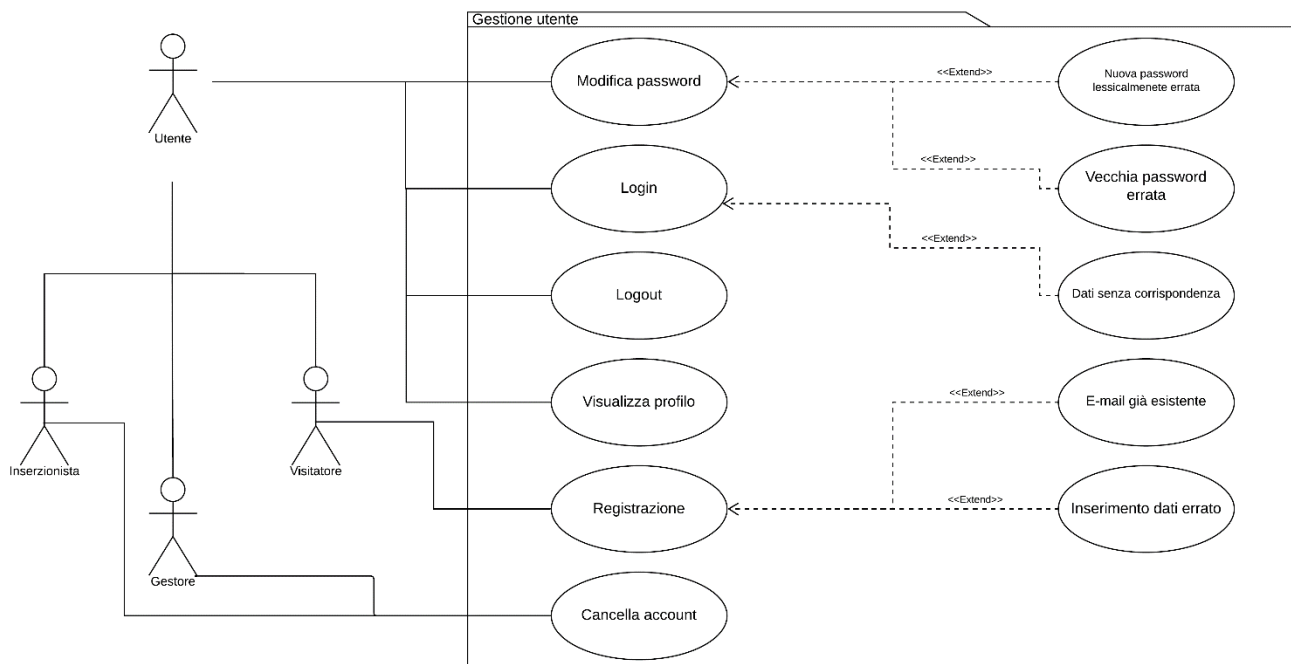 Gestione utente
Utente
Modifica password
<<Extend>>
Nuova password
lessicalmenete errata
Login
<<Extend>>
Vecchia password
errata
<<Extend>>
Logout
Dati senza corrispondenza
Inserzionista
Visitatore
Visualizza profilo
<<Extend>>
E-mail già esistente
Gestore
Registrazione
<<Extend>>
Inserimento dati errato
Cancella account